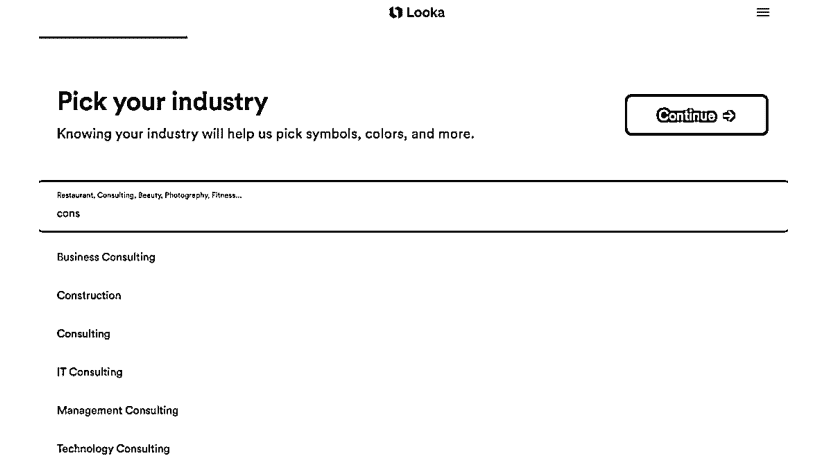 Looka
Pick your industry
Continue
Knowing your industry will help us pick symbols, colors, and more.
Restaurant, Consulting, Beauty, Photography, Fitness...
cons
Business Consulting
Construction
Consulting
IT Consulting
Management Consulting
Technology Consulting